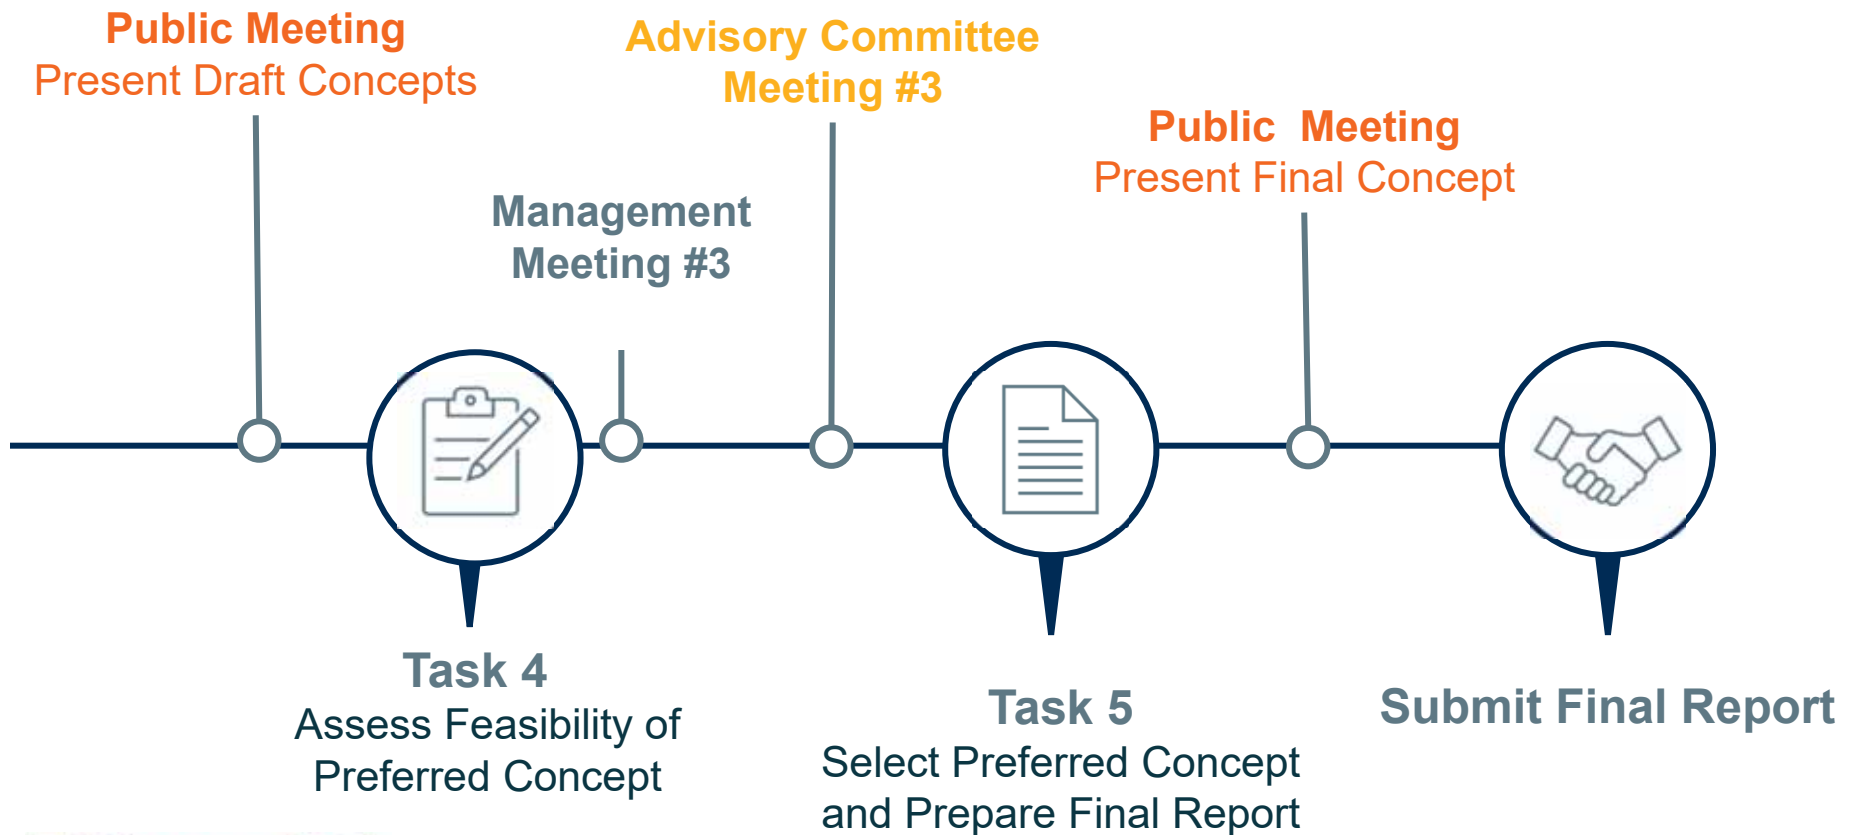 Public Meeting
Present Draft Concepts
Advisory Committee
Meeting #3
Public  Meeting
Present Final Concept
Management
Meeting #3
Task 4
Assess Feasibility of
Preferred Concept
Task 5
Select Preferred Concept
and Prepare Final Report
Submit Final Report